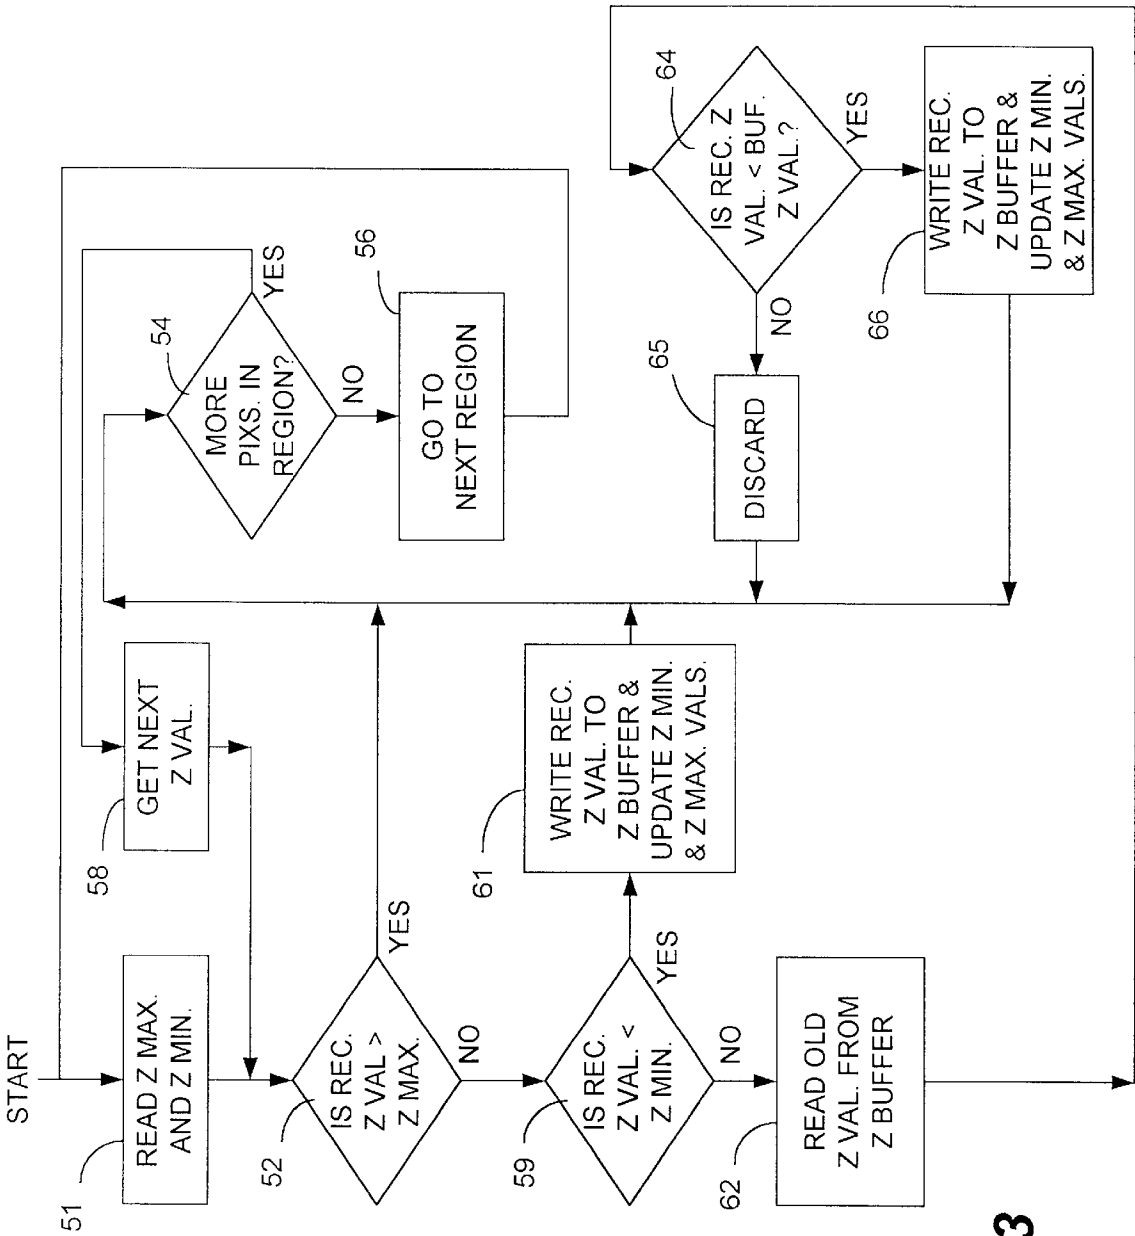 START
51
READ Z MAX.
AND Z MIN.
58
GET NEXT
Z VAL.
52
IS REC.
Z VAL >
Z MAX.
YES
NO
54
MORE
PIXS. IN
REGION?
YES
NO
56
GO TO
NEXT REGION
59
IS REC.
Z VAL. <
Z MIN.
YES
NO
61
WRITE REC.
Z VAL. TO
Z BUFFER &
UPDATE Z MIN.
& Z MAX. VALS.
62
READ OLD
Z VAL. FROM
Z BUFFER
64
IS REC. Z
VAL. < BUF.
Z VAL.?
NO
YES
65
DISCARD
66
WRITE REC.
Z VAL. TO
Z BUFFER &
UPDATE Z MIN.
& Z MAX. VALS.
3